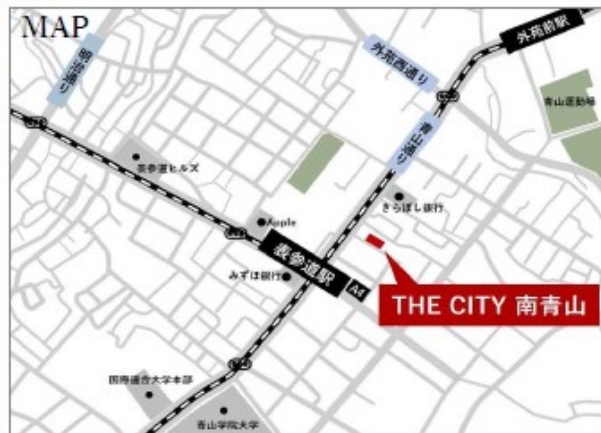 MAP
外苑前駅
明治通り
外苑西通り
青山運動場
青山通り
表参道ヒルズ
きらぼし銀行
Apple
表参道駅
みずほ銀行
A4
THE CITY 南青山
国際連合大学本部
青山学院大学